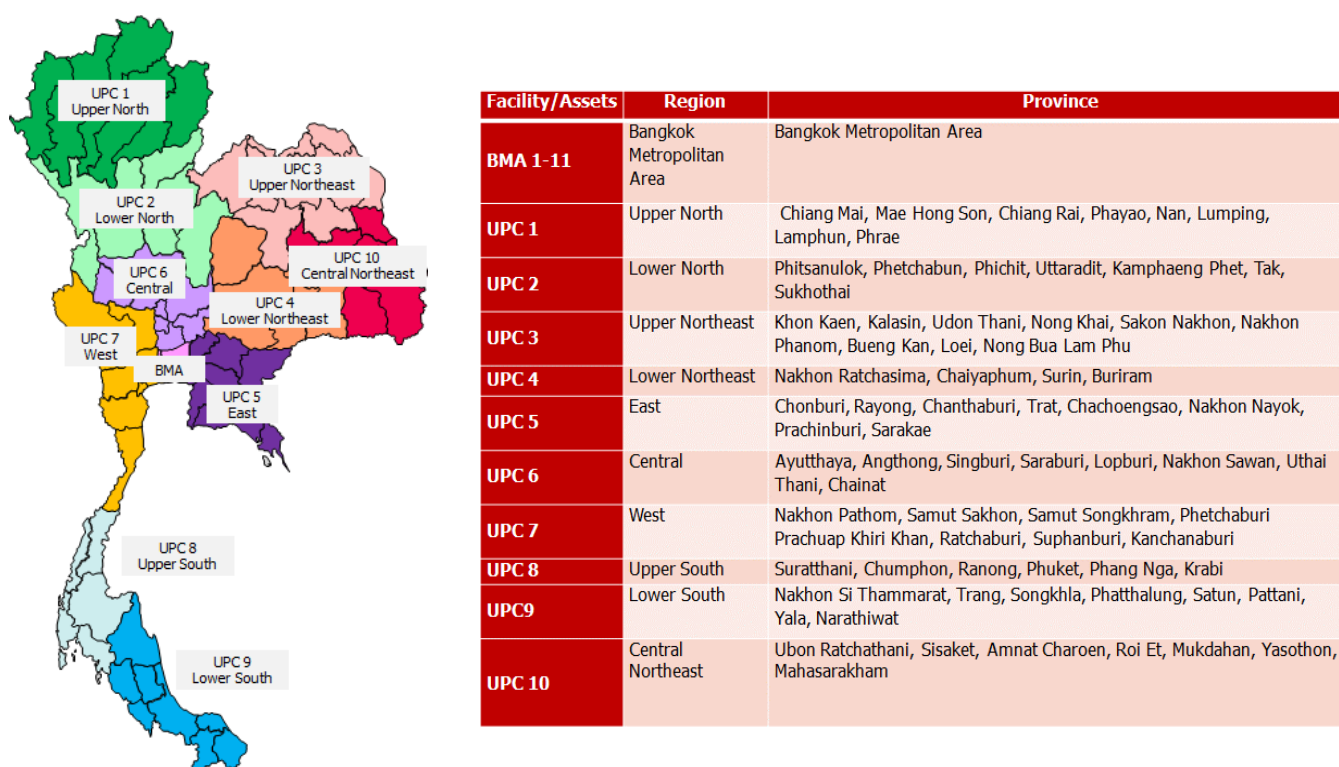 UPC 1
Upper North
UPC 3
Upper Northeast
UPC 2
Lower North
UPC 10
Central Northeast
UPC 6
Central
UPC 4
Lower Northeast
UPC 7
West
BMA
UPC 5
East
UPC 8
Upper South
UPC 9
Lower South
Facility/Assets Region Province
BMA 1-11 Bangkok Metropolitan Area Bangkok Metropolitan Area
UPC 1 Upper North Chiang Mai, Mae Hong Son, Chiang Rai, Phayao, Nan, Lumping,
Lamphun, Phrae
UPC 2 Lower North Phitsanulok, Phetchabun, Phichit, Uttaradit, Kamphaeng Phet, Tak,
Sukhothai
UPC 3 Upper Northeast Khon Kaen, Kalasin, Udon Thani, Nong Khai, Sakon Nakhon, Nakhon
Phanom, Bueng Kan, Loei, Nong Bua Lam Phu
UPC 4 Lower Northeast Nakhon Ratchasima, Chaiyaphum, Surin, Buriram
UPC 5 East Chonburi, Rayong, Chanthaburi, Trat, Chachoengsao, Nakhon Nayok,
Prachinburi, Sarakae
UPC 6 Central Ayutthaya, Angthong, Singburi, Saraburi, Lopburi, Nakhon Sawan, Uthai
Thani, Chainat
UPC 7 West Nakhon Pathom, Samut Sakhon, Samut Songkhram, Phetchaburi
Prachuap Khiri Khan, Ratchaburi, Suphanburi, Kanchanaburi
UPC 8 Upper South Suratthani, Chumphon, Ranong, Phuket, Phang Nga, Krabi
UPC9 Lower South Nakhon Si Thammarat, Trang, Songkhla, Phatthalung, Satun, Pattani,
Yala, Narathiwat
UPC 10 Central Northeast Ubon Ratchathani, Sisaket, Amnat Charoen, Roi Et, Mukdahan, Yasothon,
Mahasarakham